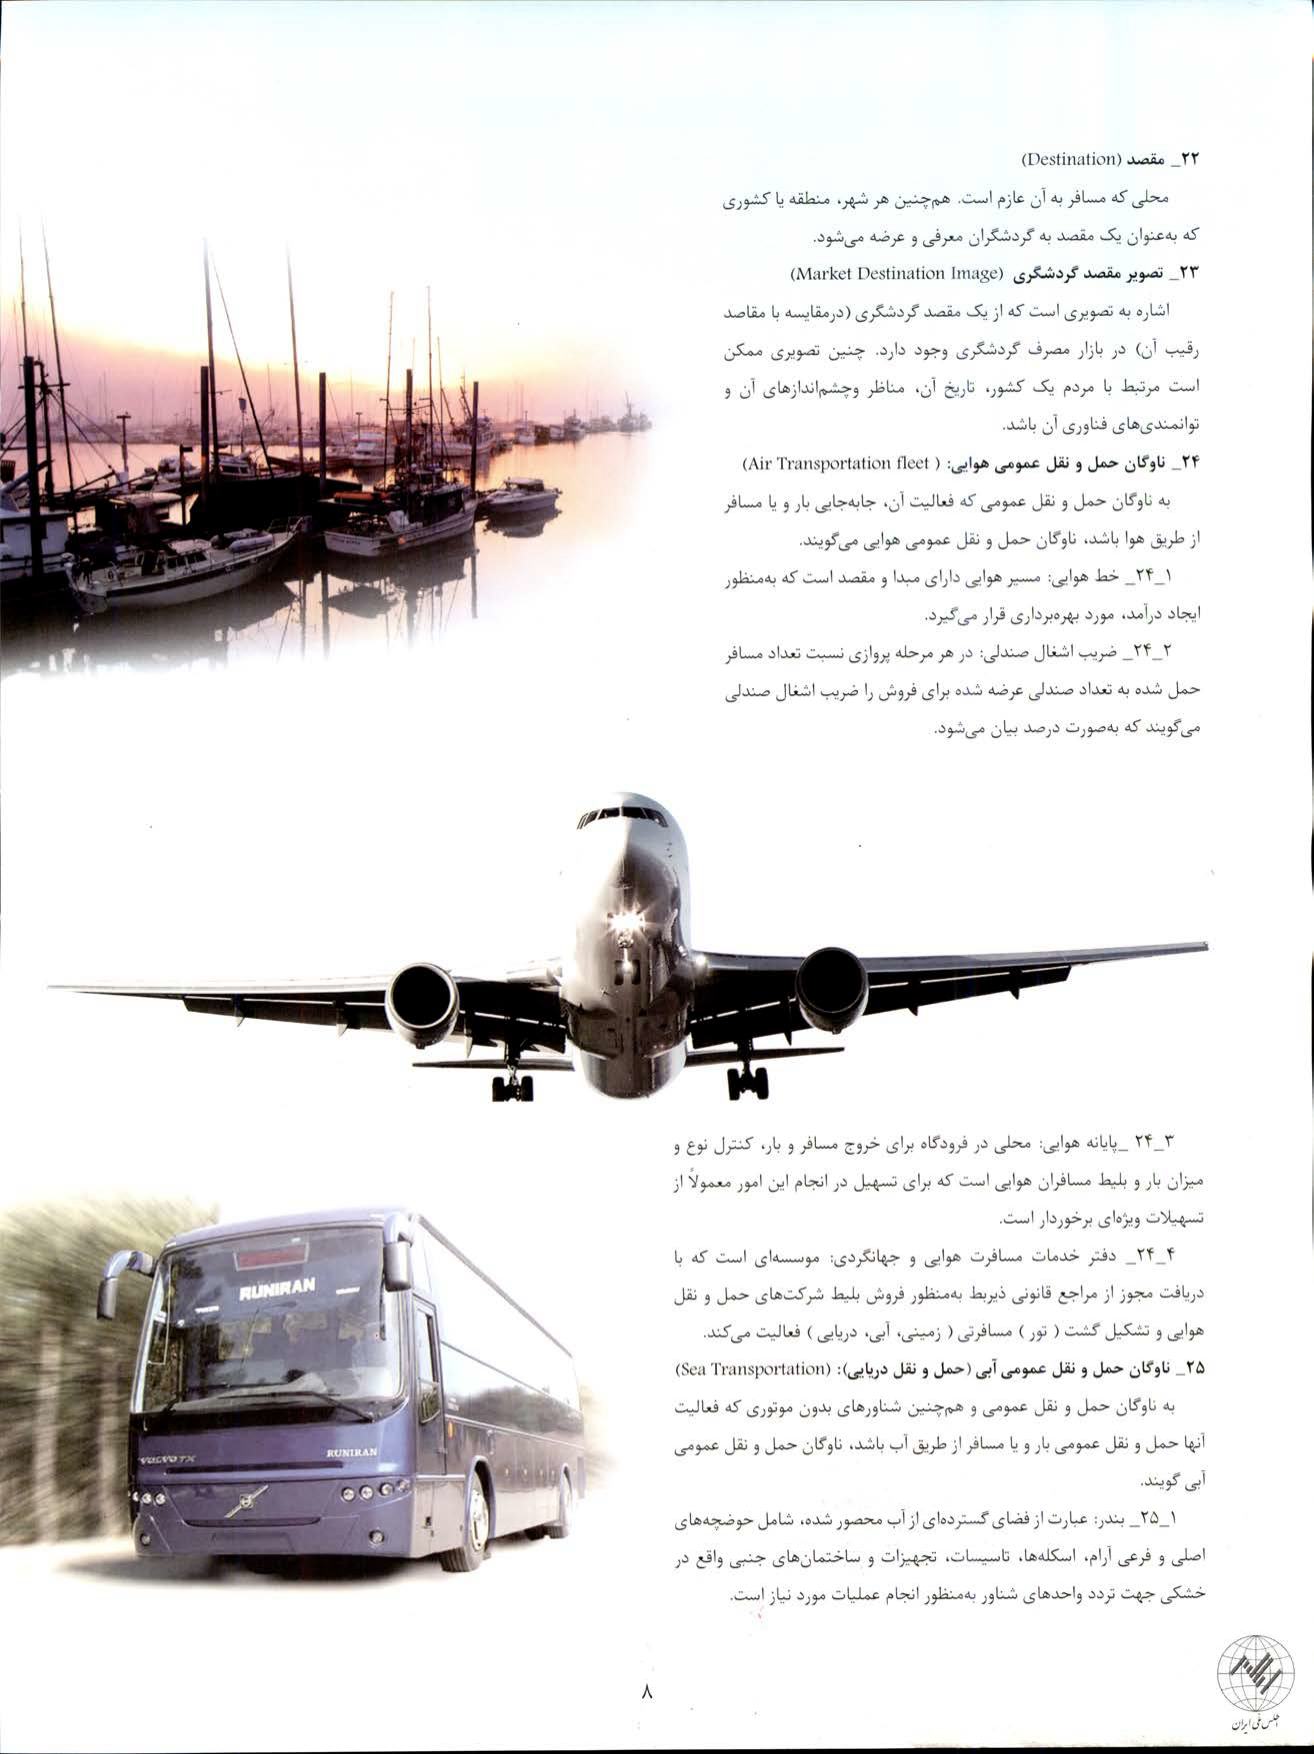 ۲۲_ مقصد (Destination)
محلی که مسافر به آن عازم است. هم‌چنین هر شهر، منطقه یا کشوری
که به‌عنوان یک مقصد به گردشگران معرفی و عرضه می‌شود.
۲۳_ تصویر مقصد گردشگری (Market Destination Image)
اشاره به تصویری است که از یک مقصد گردشگری (درمقایسه با مقاصد
رقیب آن) در بازار مصرف گردشگری وجود دارد. چنین تصویری ممکن
است مرتبط با مردم یک کشور، تاریخ آن، مناظر وچشم‌اندازهای آن و
توانمندی‌های فناوری آن باشد.
۲۴_ ناوگان حمل و نقل عمومی هوایی: ( Air Transportation fleet)
به ناوگان حمل و نقل عمومی که فعالیت آن، جابه‌جایی بار و یا مسافر
از طریق هوا باشد، ناوگان حمل و نقل عمومی هوایی می‌گویند.
۱_۲۴_ خط هوایی: مسیر هوایی دارای مبدا و مقصد است که به‌منظور
ایجاد درآمد، مورد بهره‌برداری قرار می‌گیرد.
۲_۲۴_ ضریب اشغال صندلی: در هر مرحله پروازی نسبت تعداد مسافر
حمل شده به تعداد صندلی عرضه شده برای فروش را ضریب اشغال صندلی
می‌گویند که به‌صورت درصد بیان می‌شود.
۳_۲۴ _پایانه هوایی: محلی در فرودگاه برای خروج مسافر و بار، کنترل نوع و
میزان بار و بلیط مسافران هوایی است که برای تسهیل در انجام این امور معمولاً از
تسهیلات ویژه‌ای برخوردار است.
۴_۲۴_ دفتر خدمات مسافرت هوایی و جهانگردی: موسسه‌ای است که با
دریافت مجوز از مراجع قانونی ذیربط به‌منظور فروش بلیط شرکت‌های حمل و نقل
هوایی و تشکیل گشت ( تور ) مسافرتی ( زمینی، آبی، دریایی ) فعالیت می‌کند.
۲۵_ ناوگان حمل و نقل عمومی آبی (حمل و نقل دریایی): (Sea Transportation)
به ناوگان حمل و نقل عمومی و هم‌چنین شناورهای بدون موتوری که فعالیت
آنها حمل و نقل عمومی بار و یا مسافر از طریق آب باشد، ناوگان حمل و نقل عمومی
آبی گویند.
۱_۲۵_ بندر: عبارت از فضای گسترده‌ای از آب محصور شده، شامل حوضچه‌های
اصلی و فرعی آرام، اسکله‌ها، تاسیسات، تجهیزات و ساختمان‌های جنبی واقع در
خشکی جهت تردد واحدهای شناور به‌منظور انجام عملیات مورد نیاز است.
RUNIRAN
VOLVO TX
RUNIRAN
۸
مجلس ملی ایران